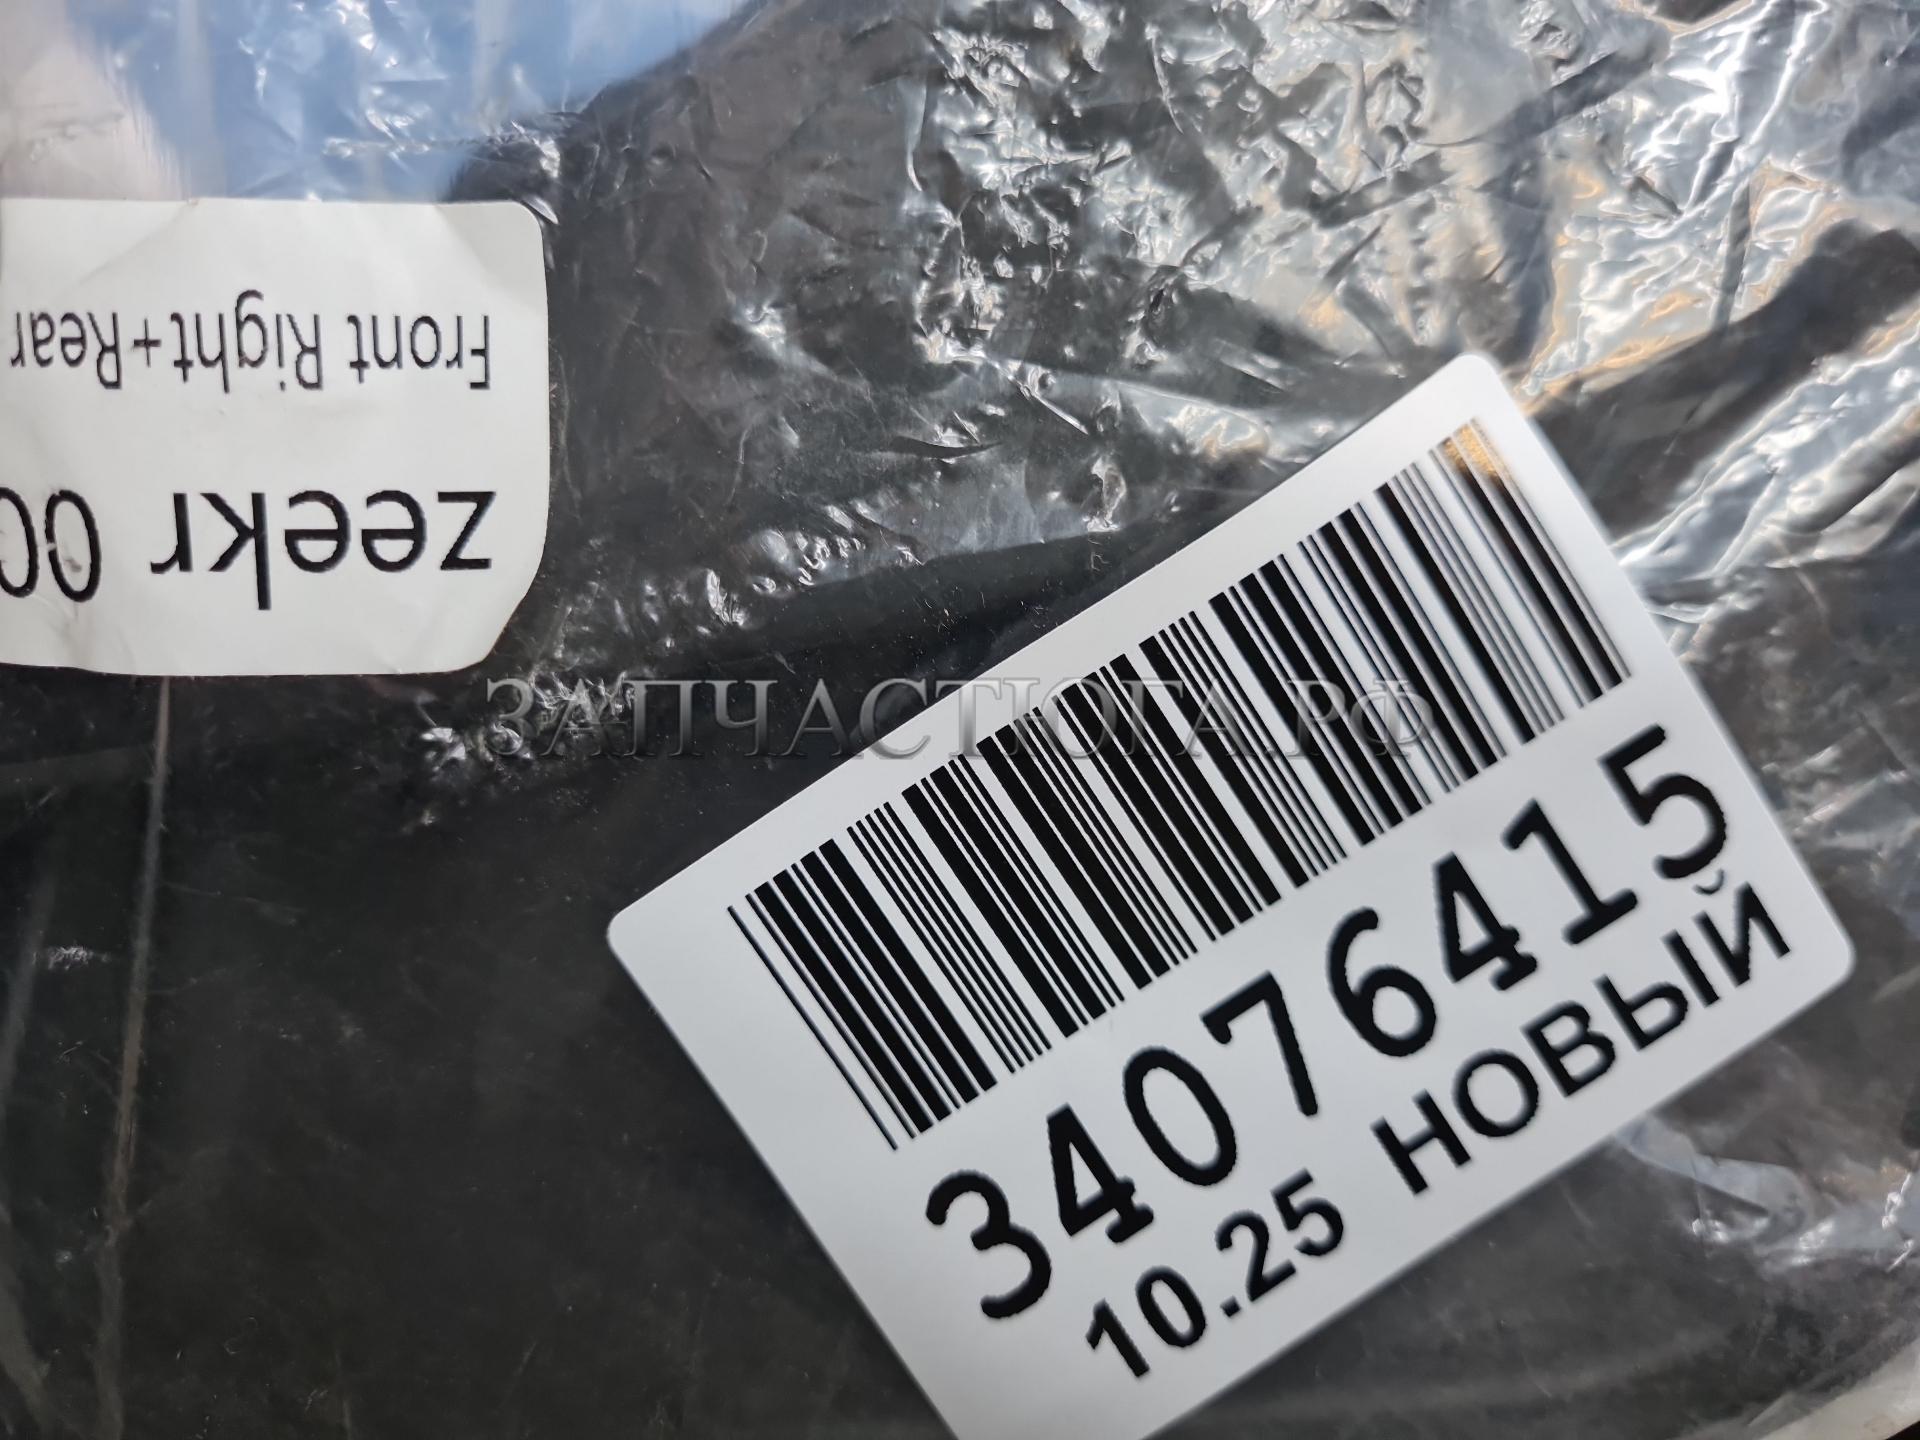 zeekr 00
Front Right+Rear
ЗАПЧАСТЮГА.РФ
34076415
10.25 НОВЫЙ